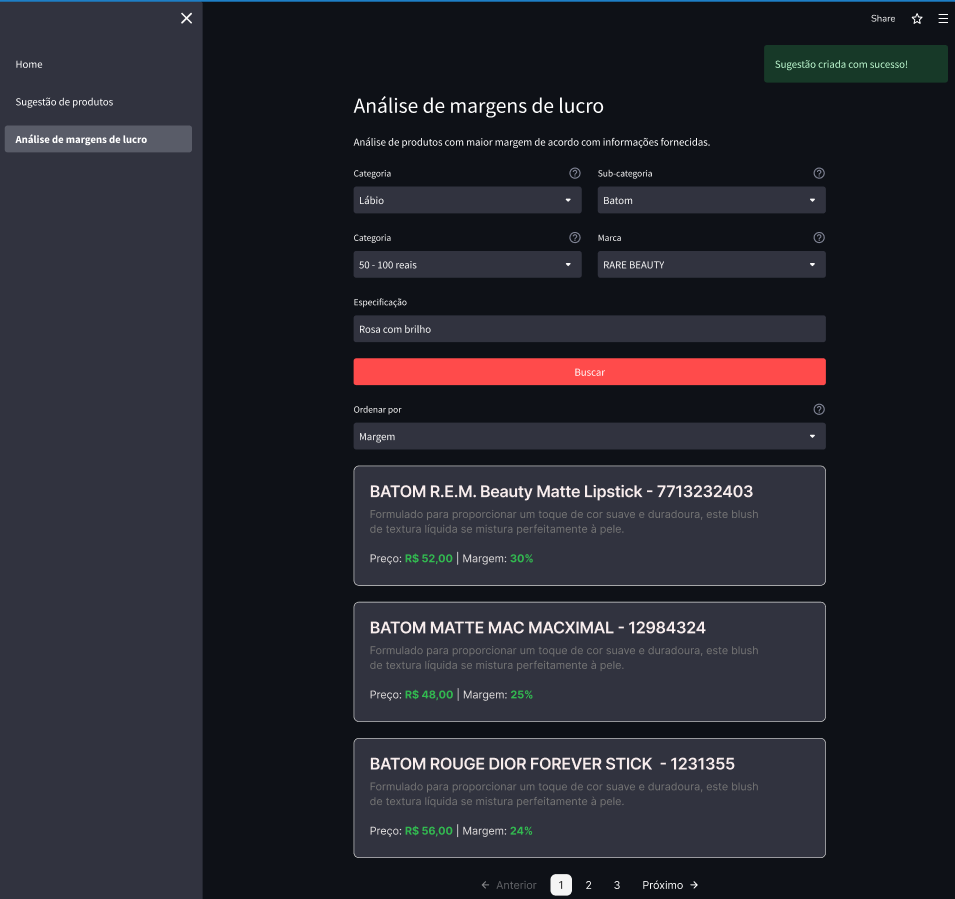 Share
Home
Sugestão de produtos
Análise de margens de lucro
Sugestão criada com sucesso!
Análise de margens de lucro
Análise de produtos com maior margem de acordo com informações fornecidas.
Categoria
Sub-categoria
Lábio
Batom
Categoria
Marca
50 - 100 reais
RARE BEAUTY
Especificação
Rosa com brilho
Buscar
Ordenar por
Margem
BATOM R.E.M. Beauty Matte Lipstick - 7713232403
Formulado para proporcionar um toque de cor suave e duradoura, este blush
de textura líquida se mistura perfeitamente à pele.
Preço: R$ 52,00 | Margem: 30%
BATOM MATTE MAC MACXIMAL - 12984324
Formulado para proporcionar um toque de cor suave e duradoura, este blush
de textura líquida se mistura perfeitamente à pele.
Preço: R$ 48,00 | Margem: 25%
BATOM ROUGE DIOR FOREVER STICK - 1231355
Formulado para proporcionar um toque de cor suave e duradoura, este blush
de textura líquida se mistura perfeitamente à pele.
Preço: R$ 56,00 | Margem: 24%
← Anterior 1 2 3 Próximo →